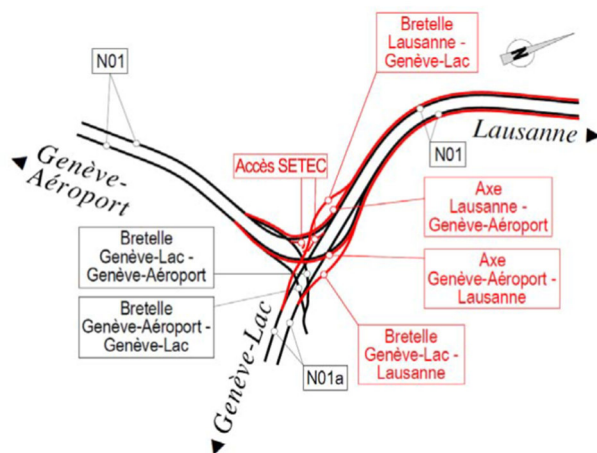 Bretelle
Lausanne -
Genève-Lac
N
N01
Lausanne
N01
Genève-
Aéroport
Accès SETEC
Axe
Lausanne -
Genève-Aéroport
Bretelle
Genève-Lac -
Genève-Aéroport
Axe
Genève-Aéroport -
Lausanne
Bretelle
Genève-Aéroport -
Genève-Lac
Bretelle
Genève-Lac -
Lausanne
Genève-Lac
N01a